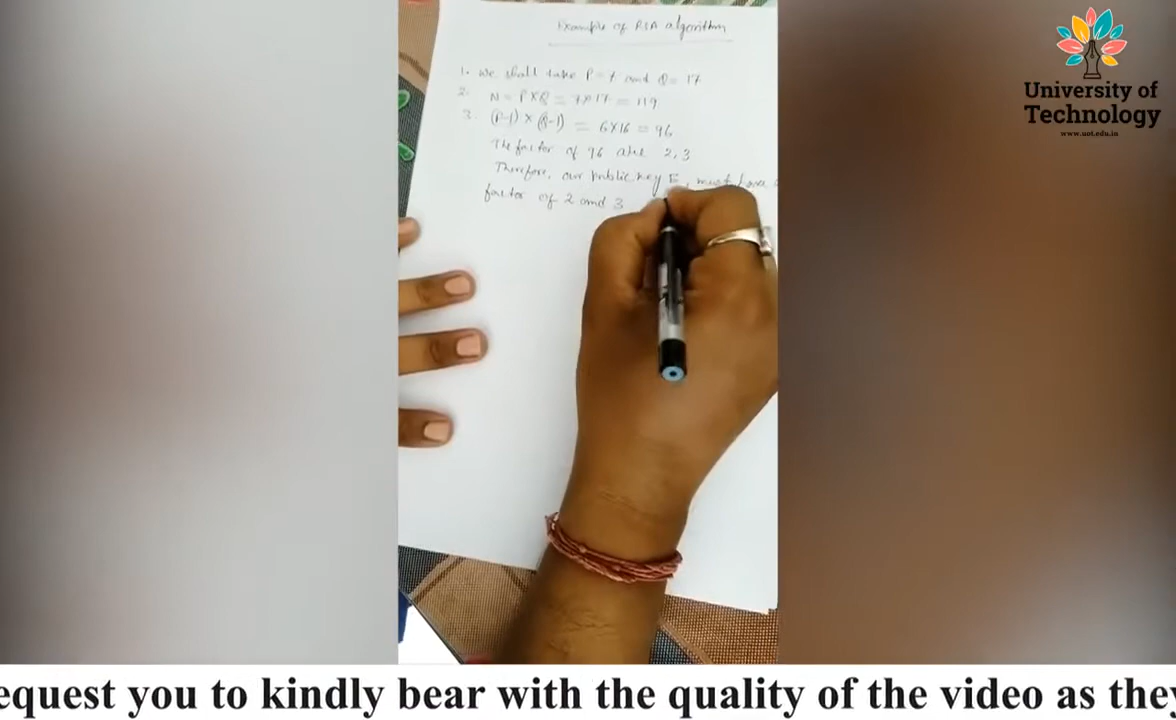 Example of RSA algorithm
1. We shall take P = 7 and Q = 17
2. N = P X Q = 7 X 17 = 119
3. (P-1) X (Q-1) = 6 X 16 = 96
The factor of 96 are 2, 3
Therefore, our public key E, must have
factor of 2 and 3
University of
Technology
www.uot.edu.in
equest you to kindly bear with the quality of the video as they